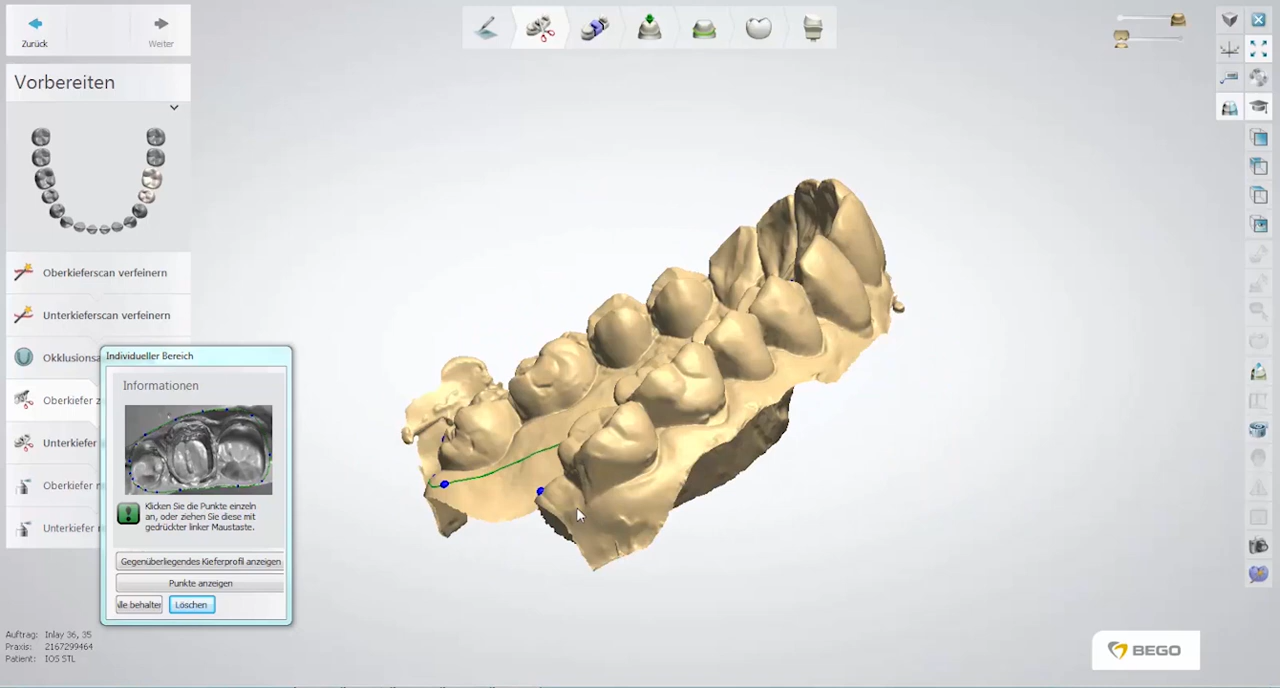 Zurück
Weiter
Vorbereiten
Oberkieferscan verfeinern
Unterkieferscan verfeinern
Okklusionsa
Oberkiefer z
Unterkiefer
Oberkiefer n
Unterkiefer
Individueller Bereich
Informationen
Klicken Sie die Punkte einzeln
an, oder ziehen Sie diese mit
gedrückter linker Maustaste.
Gegenüberliegendes Kieferprofil anzeigen
Punkte anzeigen
lle behalter
Löschen
Auftrag: Inlay 36, 35
Praxis: 2167299464
Patient: IOS STL
BEGO